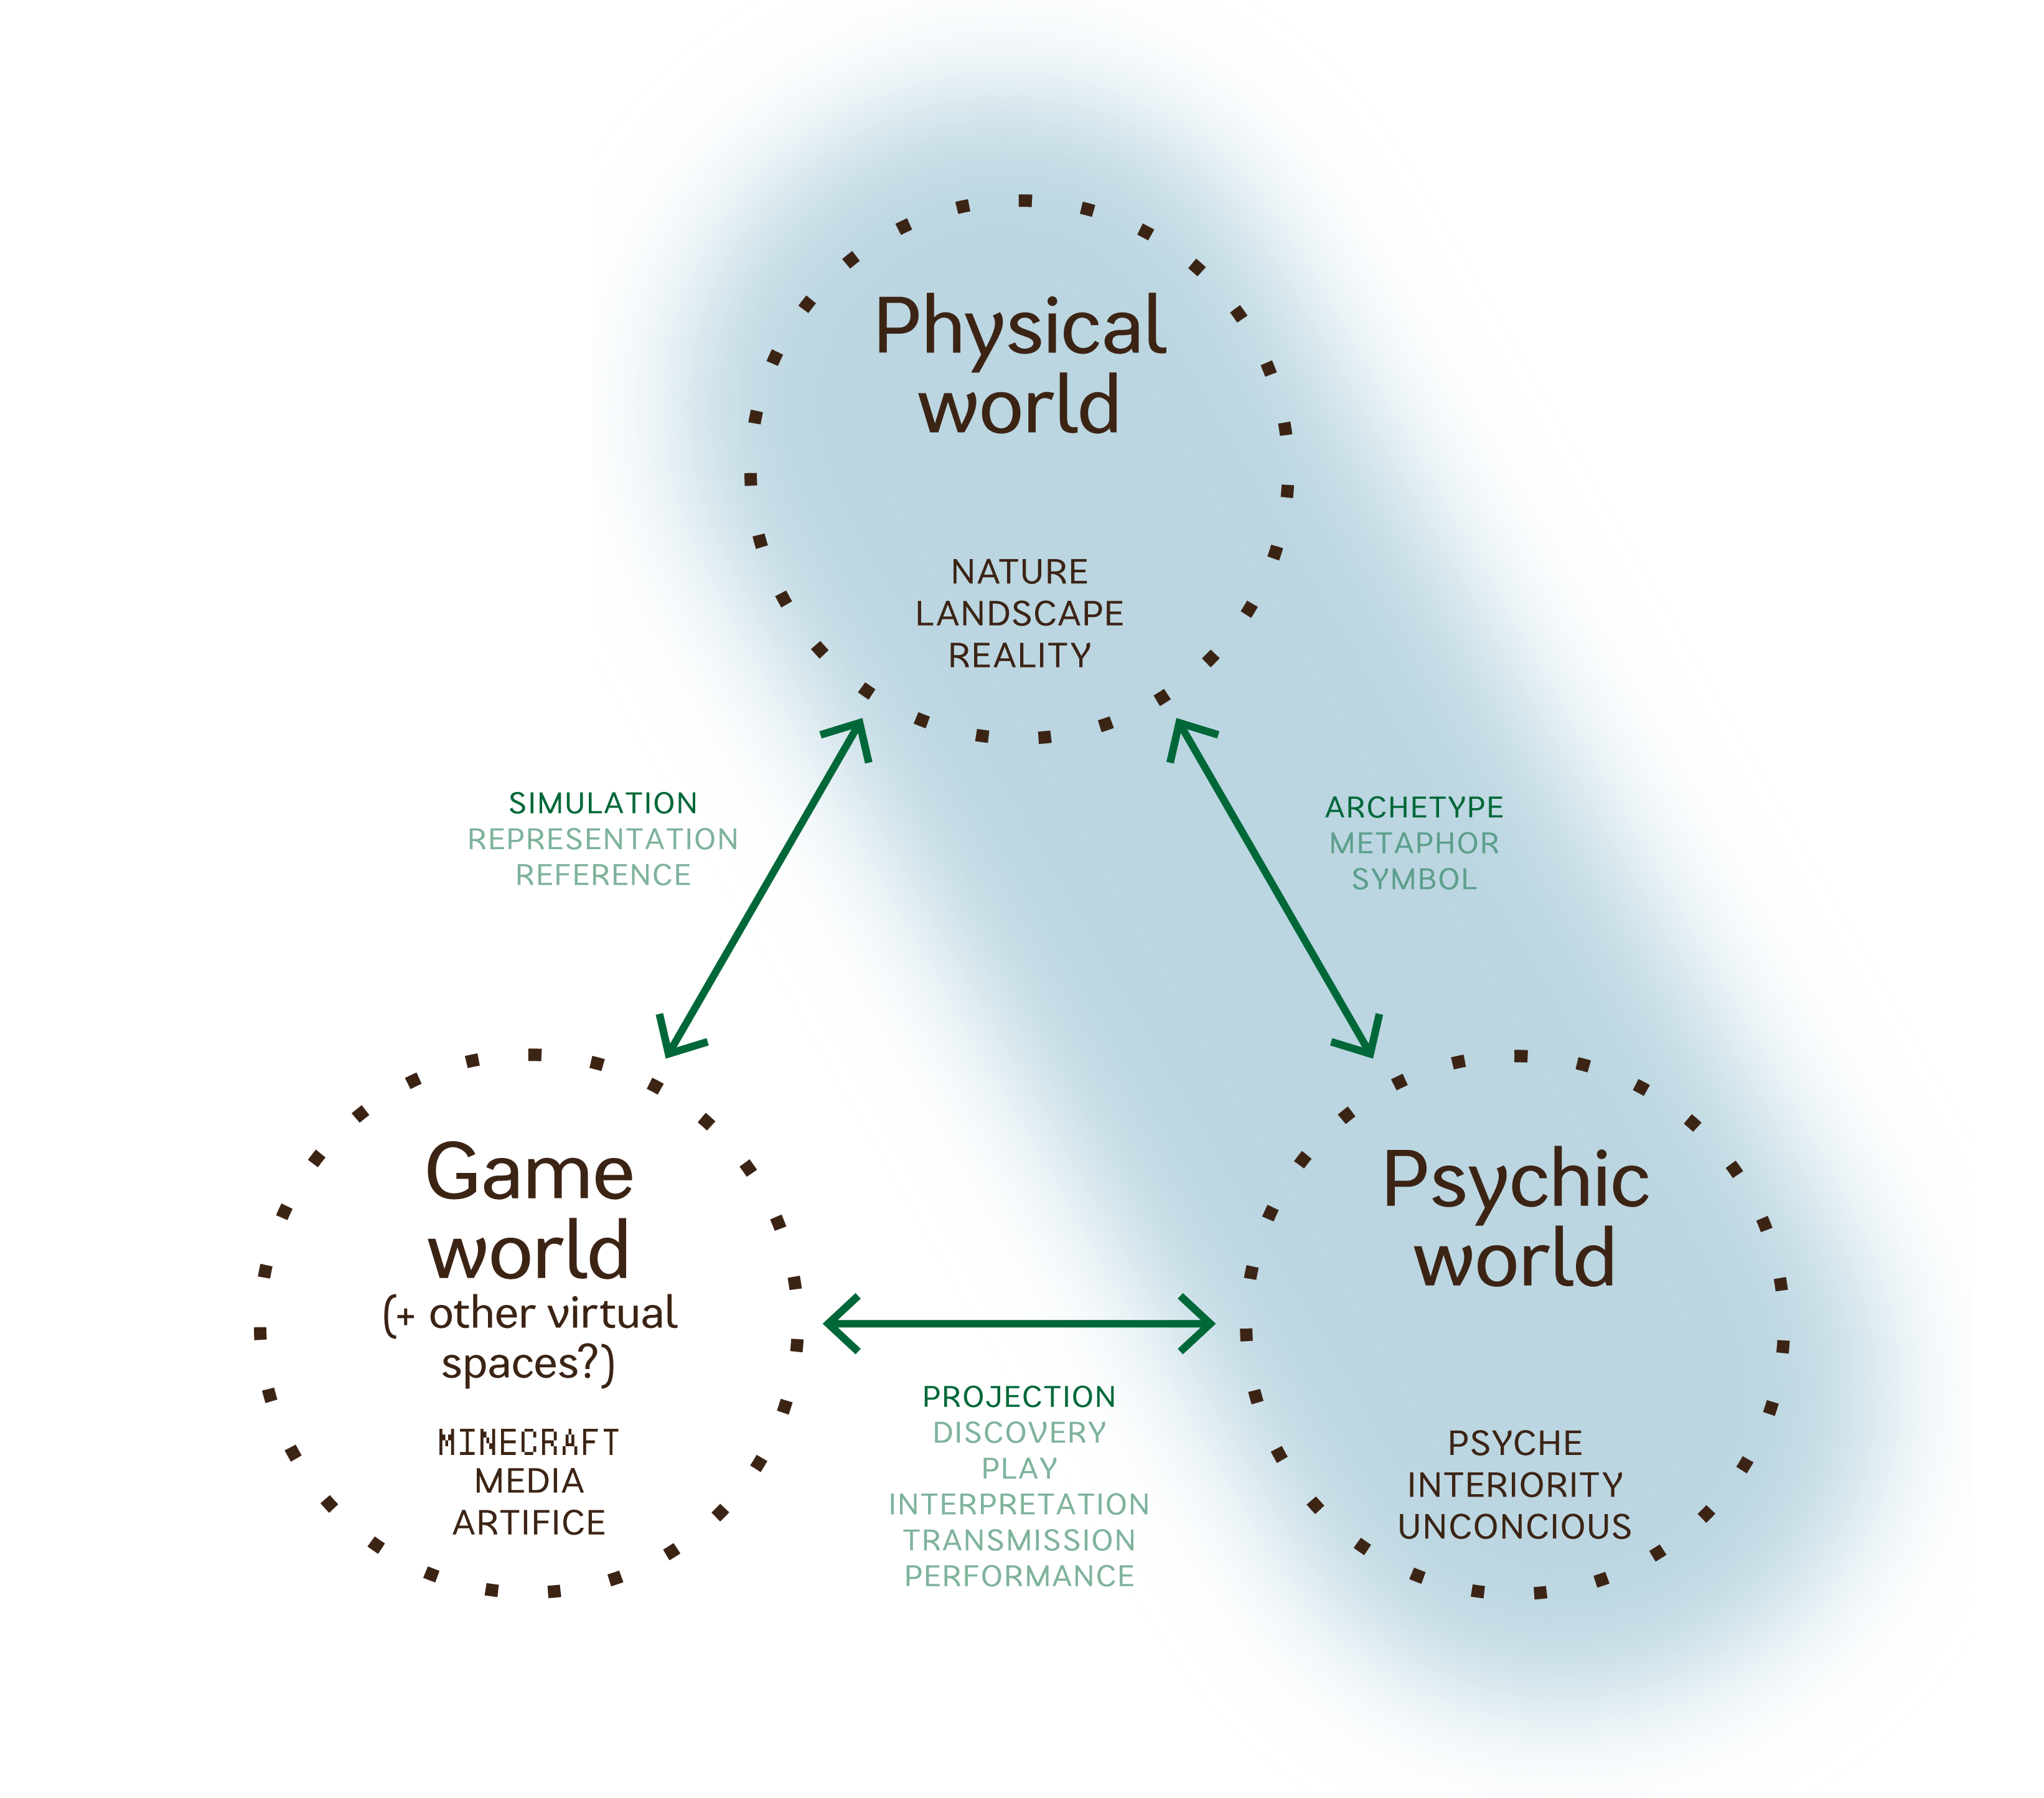 Physical
world
NATURE
LANDSCAPE
REALITY
SIMULATION
REPRESENTATION
REFERENCE
ARCHETYPE
METAPHOR
SYMBOL
Game
world
(+ other virtual
spaces?)
MINECRAFT
MEDIA
ARTIFICE
PROJECTION
DISCOVERY
PLAY
INTERPRETATION
TRANSMISSION
PERFORMANCE
Psychic
world
PSYCHE
INTERIORITY
UNCONCIOUS